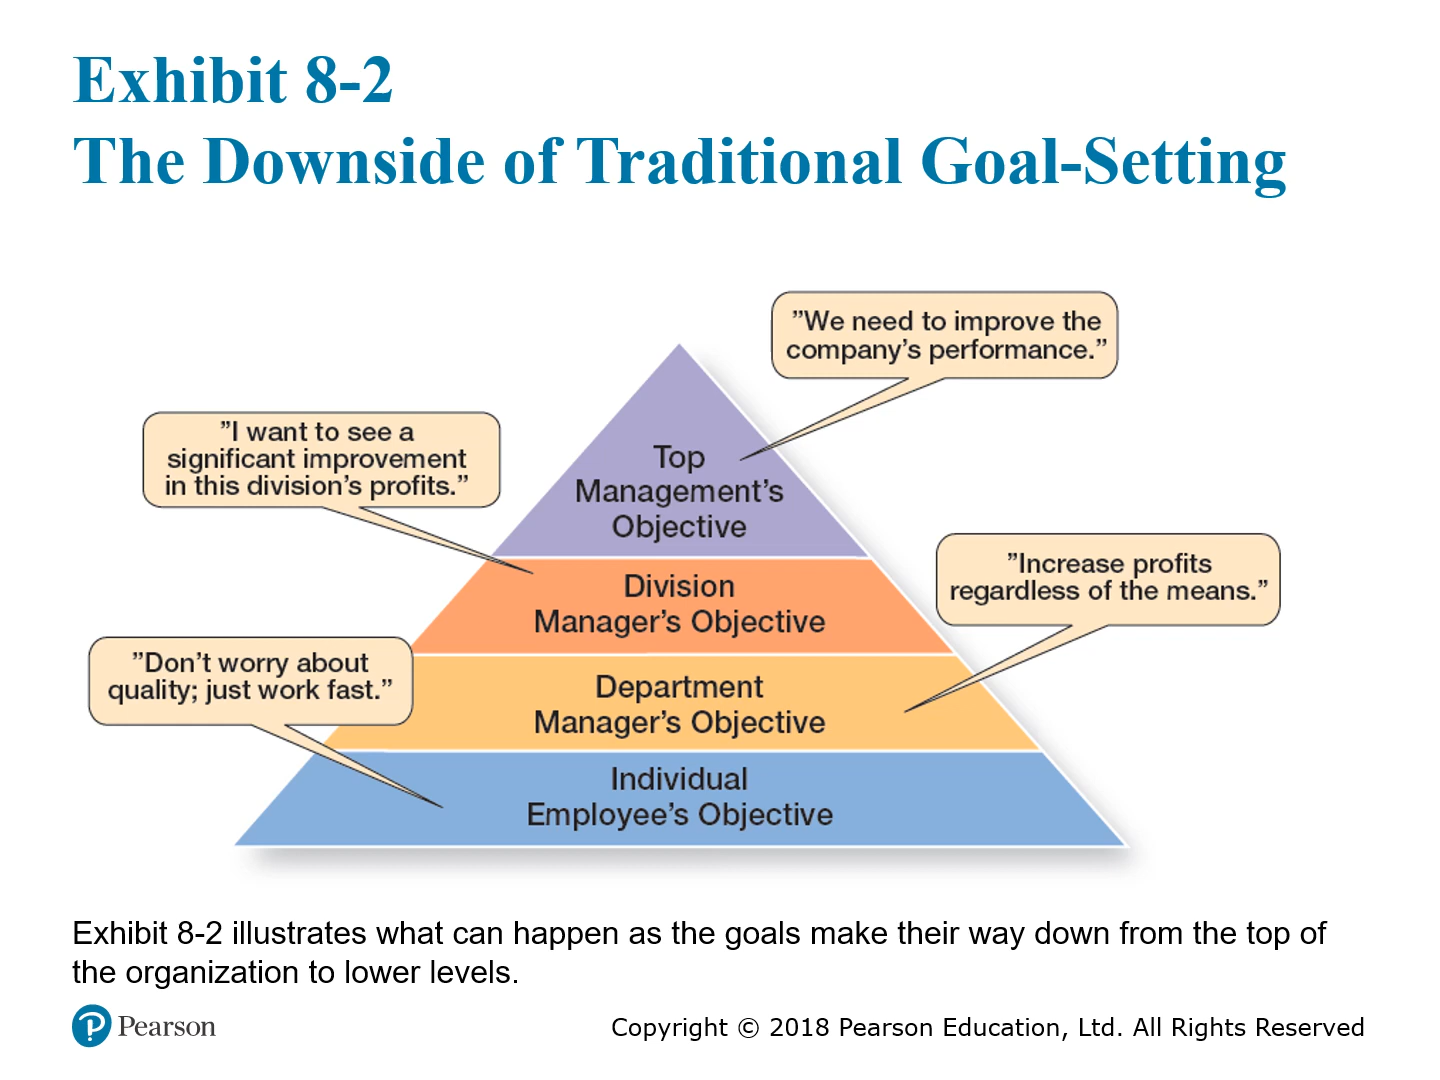 Exhibit 8-2
The Downside of Traditional Goal-Setting
”We need to improve the
company’s performance.”
”I want to see a
significant improvement
in this division’s profits.”
Top
Management’s
Objective
”Increase profits
regardless of the means.”
Division
Manager’s Objective
”Don’t worry about
quality; just work fast.”
Department
Manager’s Objective
Individual
Employee’s Objective
Exhibit 8-2 illustrates what can happen as the goals make their way down from the top of
the organization to lower levels.
Pearson
Copyright © 2018 Pearson Education, Ltd. All Rights Reserved